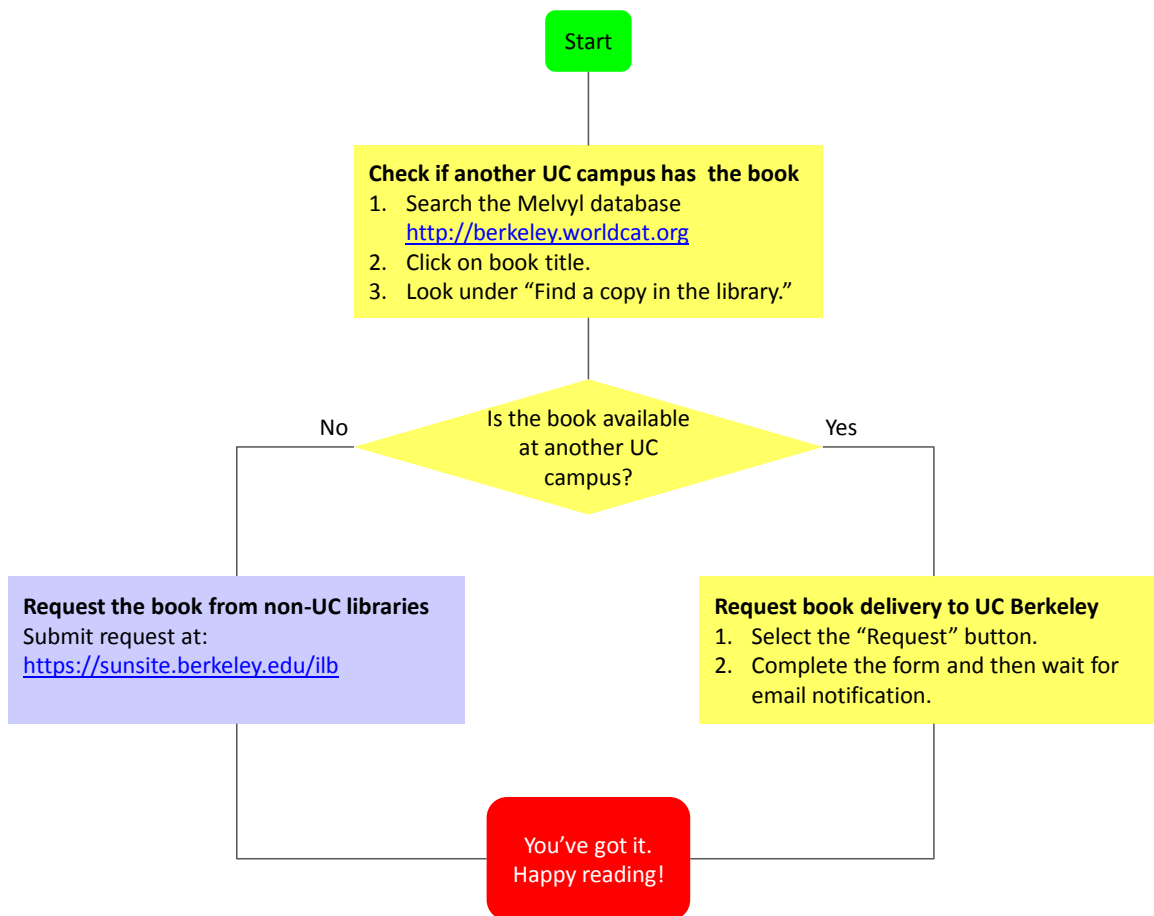 Start
Check if another UC campus has  the book
1. Search the Melvyl database
http://berkeley.worldcat.org
2. Click on book title.
3. Look under “Find a copy in the library.”
Is the book available
at another UC
campus?
No
Yes
Request the book from non-UC libraries
Submit request at:
https://sunsite.berkeley.edu/ilb
Request book delivery to UC Berkeley
1. Select the “Request” button.
2. Complete the form and then wait for
email notification.
You’ve got it.
Happy reading!